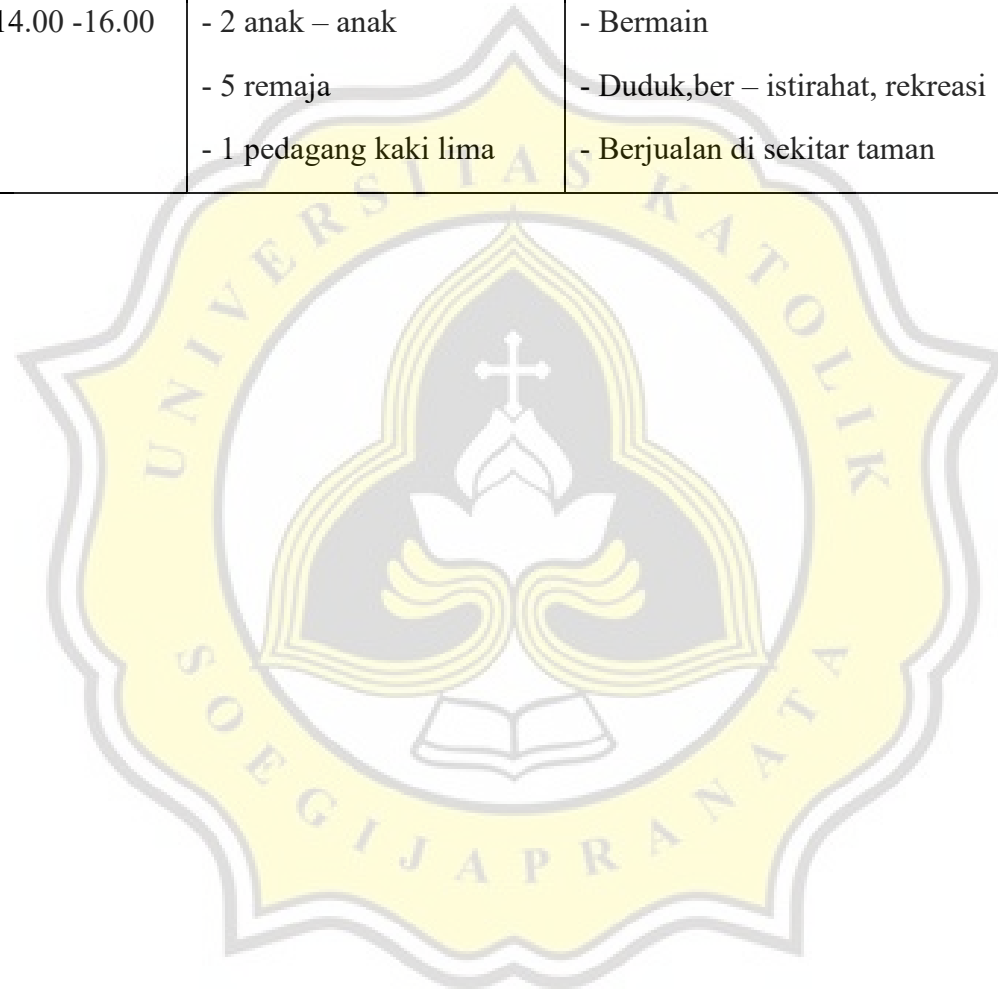 14.00 -16.00 - 2 anak – anak - Bermain
- 5 remaja - Duduk,ber – istirahat, rekreasi
- 1 pedagang kaki lima - Berjualan di sekitar taman
UNIVERSITAS KATOLIK
SOEGIJAPRANATA